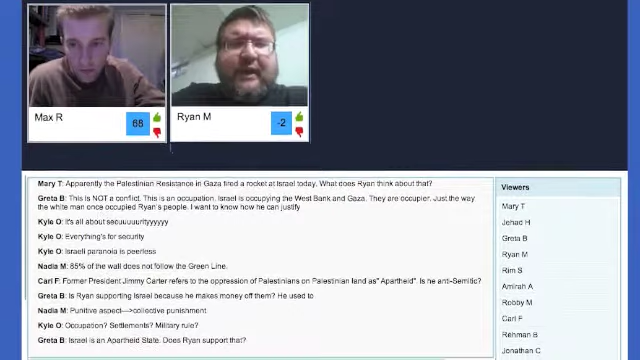 Max R
68
Ryan M
-2
Mary T: Apparently the Palestinian Resistance in Gaza fired a rocket at Israel today. What does Ryan think about that?
Greta B: This is NOT a conflict. This is an occupation. Israel is occupying the West Bank and Gaza. They are occupier. Just the way
the white man once occupied Ryan's people. I want to know how he can justify
Kyle O: It's all about secuuuurityyyyyy
Kyle O: Everything's for security
Kyle O: Israeli paranoia is peerless
Nadia M: 85% of the wall does not follow the Green Line.
Carl F: Former President Jimmy Carter refers to the oppression of Palestinians on Palestinian land as" Apartheid". Is he anti-Semitic?
Greta B: Is Ryan supporting Israel because he makes money off them? He used to
Nadia M: Punitive aspect--->collective punishment
Kyle O: Occupation? Settlements? Military rule?
Greta B: Israel is an Apartheid State. Does Ryan support that?
Viewers
Mary T
Jehad H
Greta B
Ryan M
Rim S
Amirah A
Robby M
Carl F
Rehman B
Jonathan C